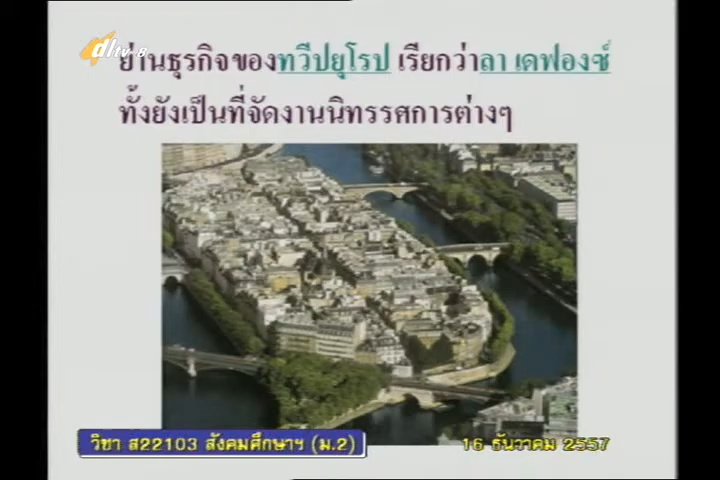 dltv 8
ย่านธุรกิจของทวีปยุโรป เรียกว่าลา เดฟองซ์
ทั้งยังเป็นที่จัดงานนิทรรศการต่างๆ
วิชา ส22103 สังคมศึกษาฯ (ม.2)
16 ธันวาคม 2557